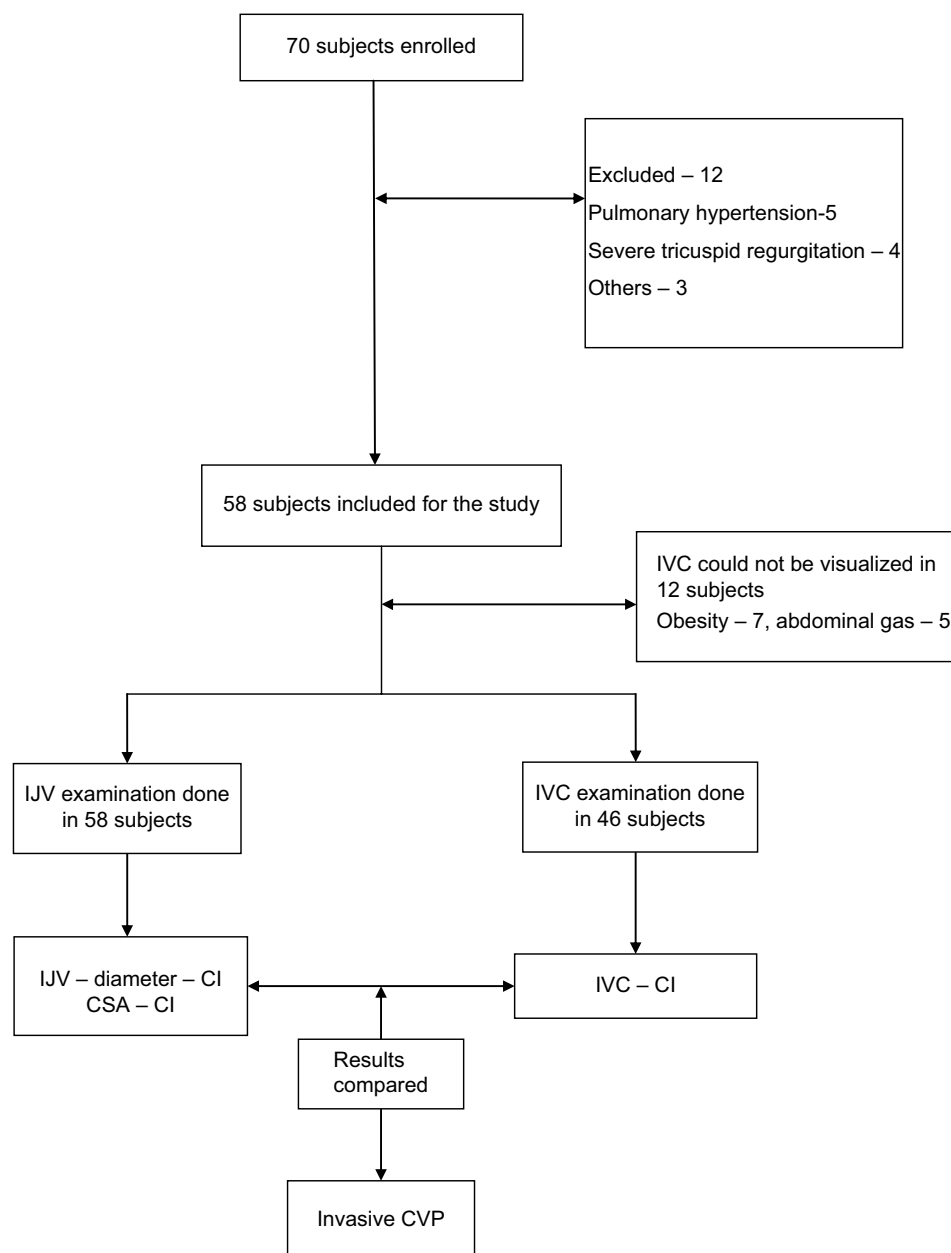 70 subjects enrolled
Excluded – 12
Pulmonary hypertension-5
Severe tricuspid regurgitation – 4
Others – 3
58 subjects included for the study
IVC could not be visualized in
12 subjects
Obesity – 7, abdominal gas – 5
IJV examination done
in 58 subjects
IVC examination done
in 46 subjects
IJV – diameter – CI
CSA – CI
IVC – CI
Results
compared
Invasive CVP